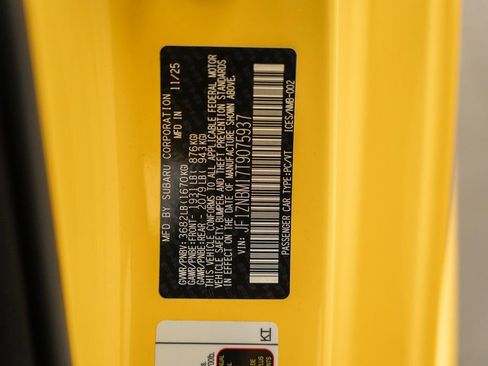 MFD BY SUBARU CORPORATION 11/25
MFD IN
GVWR/PNBV: 3682LB(1670KG)
GAWR/PNBE:FRONT- 1931LB( 876KG)
GAWR/PNBE:REAR - 2079LB( 943KG)
THIS VEHICLE CONFORMS TO ALL APPLICABLE FEDERAL MOTOR
VEHICLE SAFETY, BUMPER, AND THEFT PREVENTION STANDARDS
IN EFFECT ON THE DATE OF MANUFACTURE SHOWN ABOVE.
VIN: JF1ZNBM17T9075937
PASSENGER CAR TYPE:PC/VT ICES/NMB-002
KI